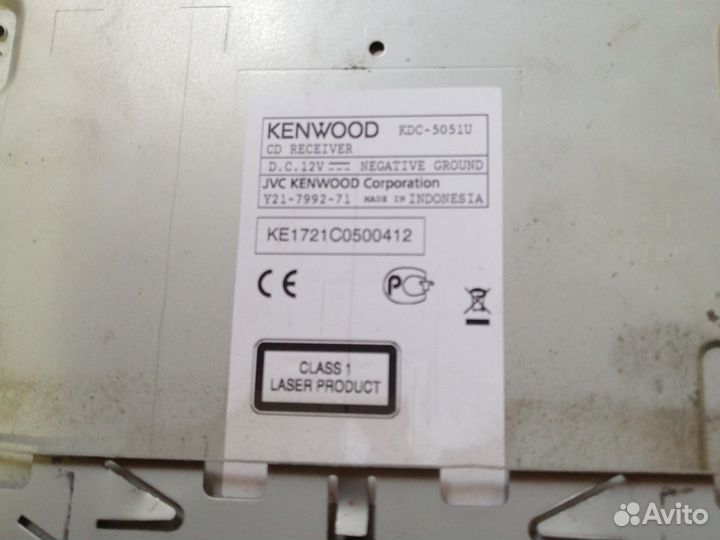 KENWOOD KDC-5051U
CD RECEIVER
D.C.12V NEGATIVE GROUND
JVC KENWOOD Corporation
Y21-7992-71 MADE IN INDONESIA
KE1721C0500412
CE PC
CLASS 1
LASER PRODUCT
Avito